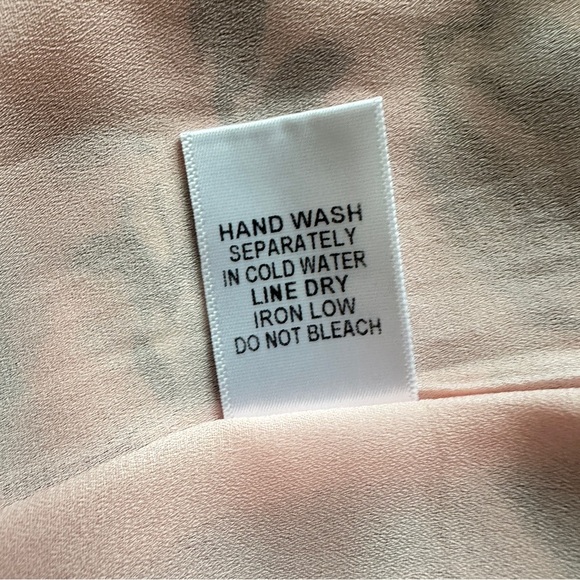 HAND WASH
SEPARATELY
IN COLD WATER
LINE DRY
IRON LOW
DO NOT BLEACH